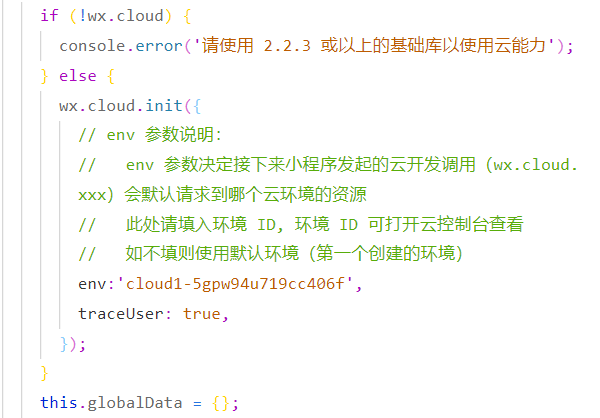 if (!wx.cloud) {
console.error('请使用 2.2.3 或以上的基础库以使用云能力');
} else {
wx.cloud.init({
// env 参数说明:
//   env 参数决定接下来小程序发起的云开发调用（wx.cloud.
xxx）会默认请求到哪个云环境的资源
//   此处请填入环境 ID, 环境 ID 可打开云控制台查看
//   如不填则使用默认环境（第一个创建的环境）
env:'cloud1-5gpw94u719cc406f',
traceUser: true,
});
}
this.globalData = {};